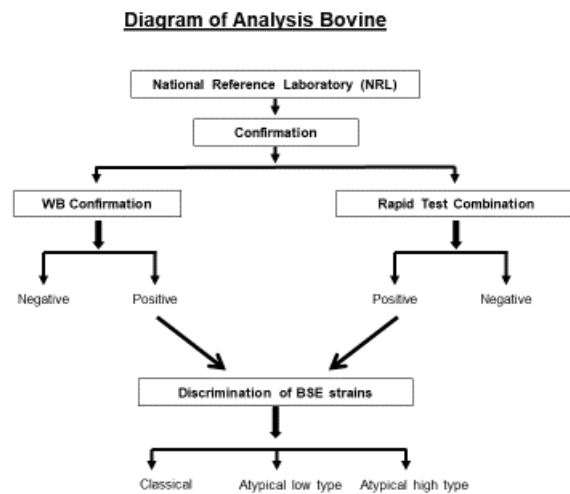 Diagram of Analysis Bovine
National Reference Laboratory (NRL)
Confirmation
WB Confirmation
Rapid Test Combination
Negative
Positive
Positive
Negative
Discrimination of BSE strains
Classical
Atypical low type
Atypical high type